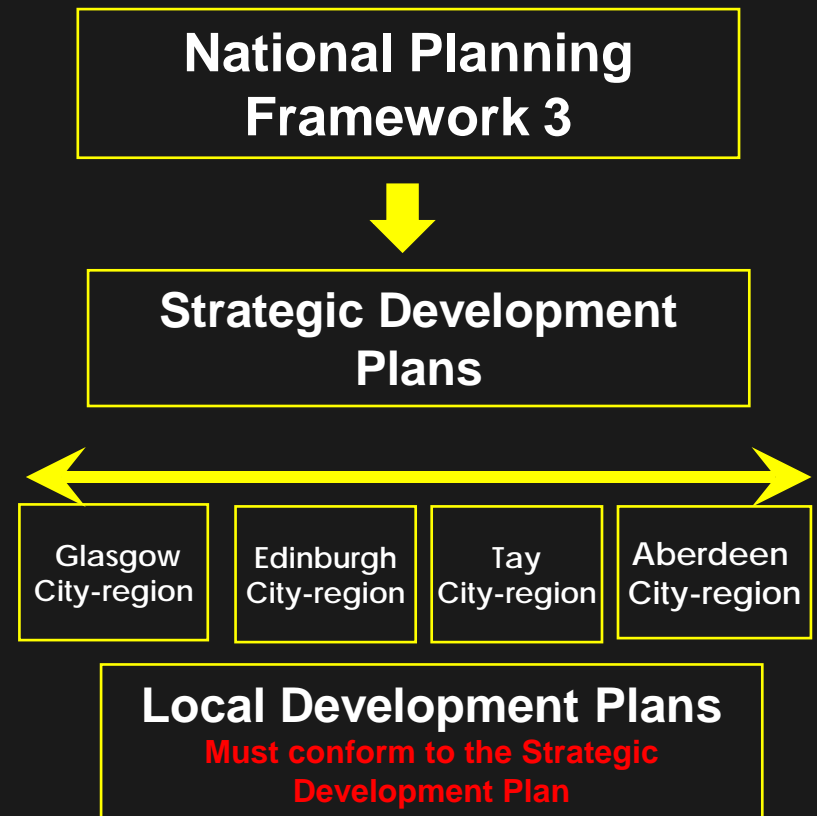 National Planning
Framework 3
Strategic Development
Plans
Glasgow
City-region
Edinburgh
City-region
Tay
City-region
Aberdeen
City-region
Local Development Plans
Must conform to the Strategic
Development Plan